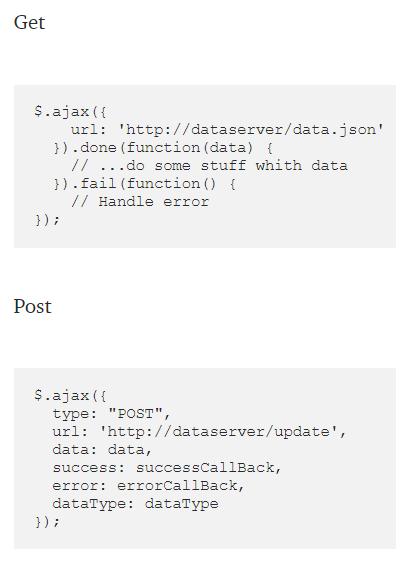 Get
$.ajax({
    url: 'http://dataserver/data.json'
  }).done(function(data) {
    // ...do some stuff whith data
  }).fail(function() {
    // Handle error
});
Post
$.ajax({
  type: "POST",
  url: 'http://dataserver/update',
  data: data,
  success: successCallBack,
  error: errorCallBack,
  dataType: dataType
});